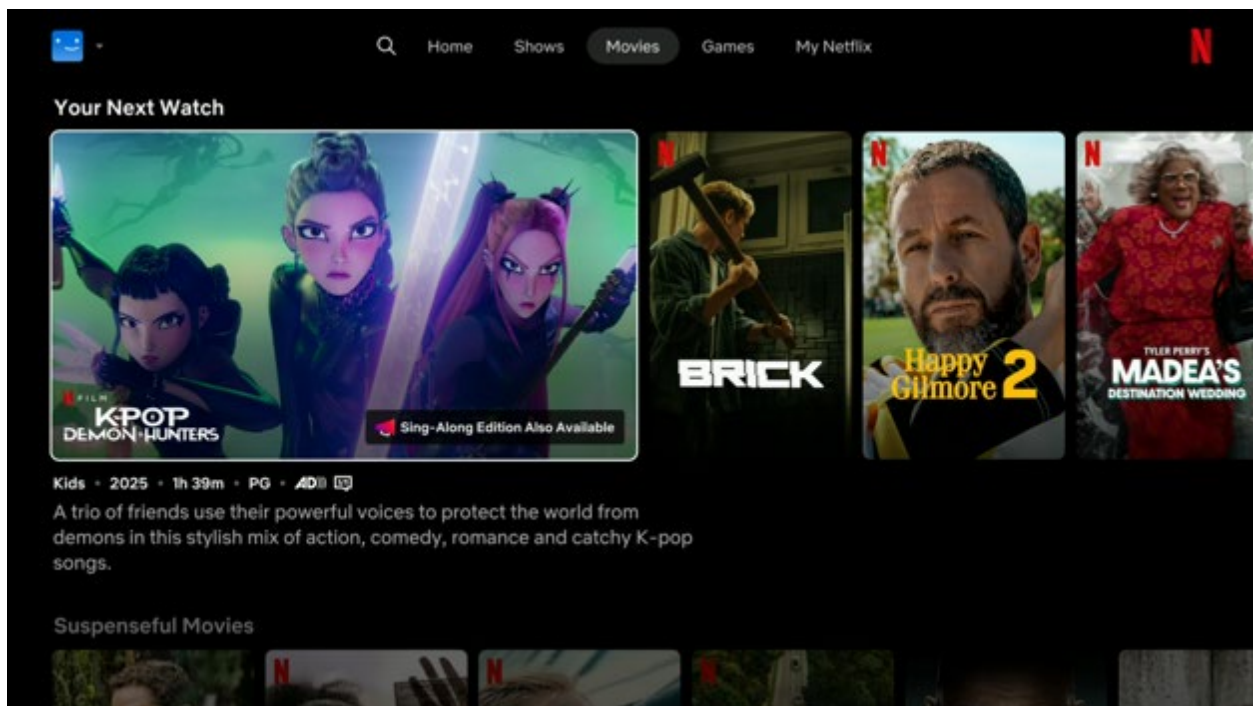 Home Shows Movies Games My Netflix
N
Your Next Watch
N FILM
K-POP
DEMON HUNTERS
Sing-Along Edition Also Available
N
BRICK
N
Happy
Gilmore 2
N
TYLER PERRY'S
MADEA'S
DESTINATION WEDDING
Kids • 2025 • 1h 39m • PG • AD
A trio of friends use their powerful voices to protect the world from
demons in this stylish mix of action, comedy, romance and catchy K-pop
songs.
Suspenseful Movies
N
N
N